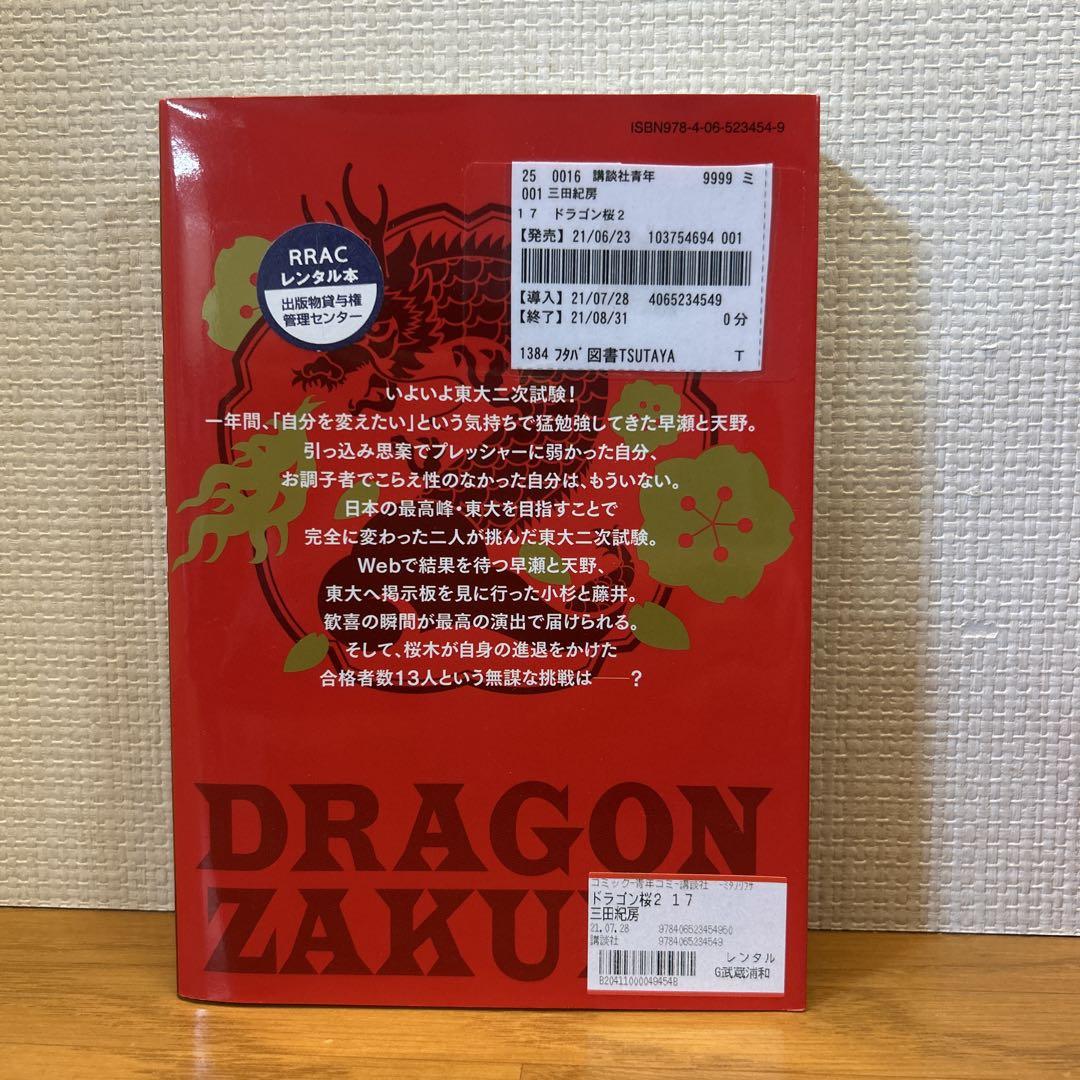 ISBN978-4-06-523454-9
25 0016 講談社青年 9999 ミ
001 三田紀房
17 ドラゴン桜2
【発売】21/06/23 103754694 001
【導入】21/07/28 4065234549
【終了】21/08/31 0分
1384 フタバ図書TSUTAYA T
RRAC
レンタル本
出版物貸与権
管理センター
いよいよ東大二次試験!
一年間、「自分を変えたい」という気持ちで猛勉強してきた早瀬と天野。
引っ込み思案でプレッシャーに弱かった自分、
お調子者でこらえ性のなかった自分は、もういない。
日本の最高峰・東大を目指すことで
完全に変わった二人が挑んだ東大二次試験。
Webで結果を待つ早瀬と天野、
東大へ掲示板を見に行った小杉と藤井。
歓喜の瞬間が最高の演出で届けられる。
そして、桜木が自身の進退をかけた
合格者数13人という無謀な挑戦は——?
DRAGON
ZAKU
コミック-青年コミ-講談社 -ミタノリフサ
ドラゴン桜2 17
三田紀房
21.07.28 978406523454960
講談社 9784065234549
レンタル
B20411000049454B G武蔵浦和